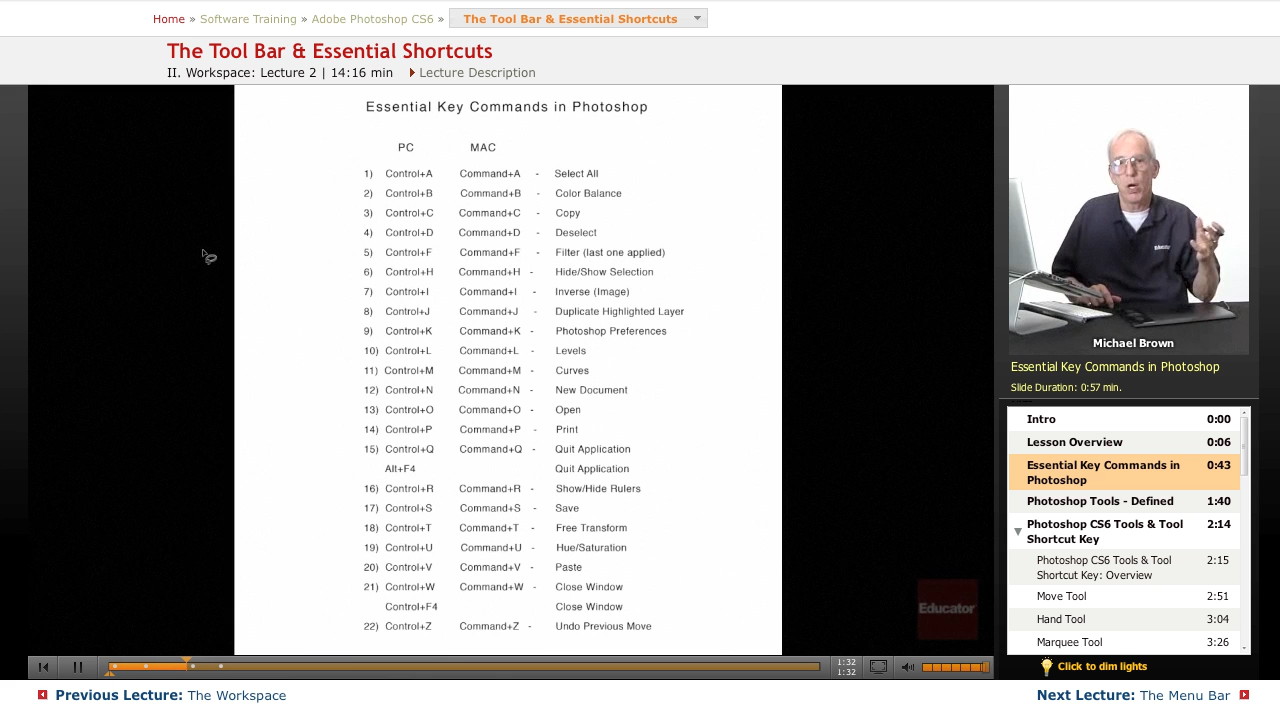 Home » Software Training » Adobe Photoshop CS6 » The Tool Bar & Essential Shortcuts
The Tool Bar & Essential Shortcuts
II. Workspace: Lecture 2 | 14:16 min Lecture Description
Essential Key Commands in Photoshop
PC MAC
1) Control+A Command+A - Select All
2) Control+B Command+B - Color Balance
3) Control+C Command+C - Copy
4) Control+D Command+D - Deselect
5) Control+F Command+F - Filter (last one applied)
6) Control+H Command+H - Hide/Show Selection
7) Control+I Command+I - Inverse (Image)
8) Control+J Command+J - Duplicate Highlighted Layer
9) Control+K Command+K - Photoshop Preferences
10) Control+L Command+L - Levels
11) Control+M Command+M - Curves
12) Control+N Command+N - New Document
13) Control+O Command+O - Open
14) Control+P Command+P - Print
15) Control+Q Command+Q - Quit Application
Alt+F4 Quit Application
16) Control+R Command+R - Show/Hide Rulers
17) Control+S Command+S - Save
18) Control+T Command+T - Free Transform
19) Control+U Command+U - Hue/Saturation
20) Control+V Command+V - Paste
21) Control+W Command+W - Close Window
Control+F4 Close Window
22) Control+Z Command+Z - Undo Previous Move
Educator
1:32
1:32
Michael Brown
Essential Key Commands in Photoshop
Slide Duration: 0:57 min.
Intro 0:00
Lesson Overview 0:06
Essential Key Commands in 0:43
Photoshop
Photoshop Tools - Defined 1:40
Photoshop CS6 Tools & Tool 2:14
Shortcut Key
Photoshop CS6 Tools & Tool 2:15
Shortcut Key: Overview
Move Tool 2:51
Hand Tool 3:04
Marquee Tool 3:26
Click to dim lights
Previous Lecture: The Workspace
Next Lecture: The Menu Bar